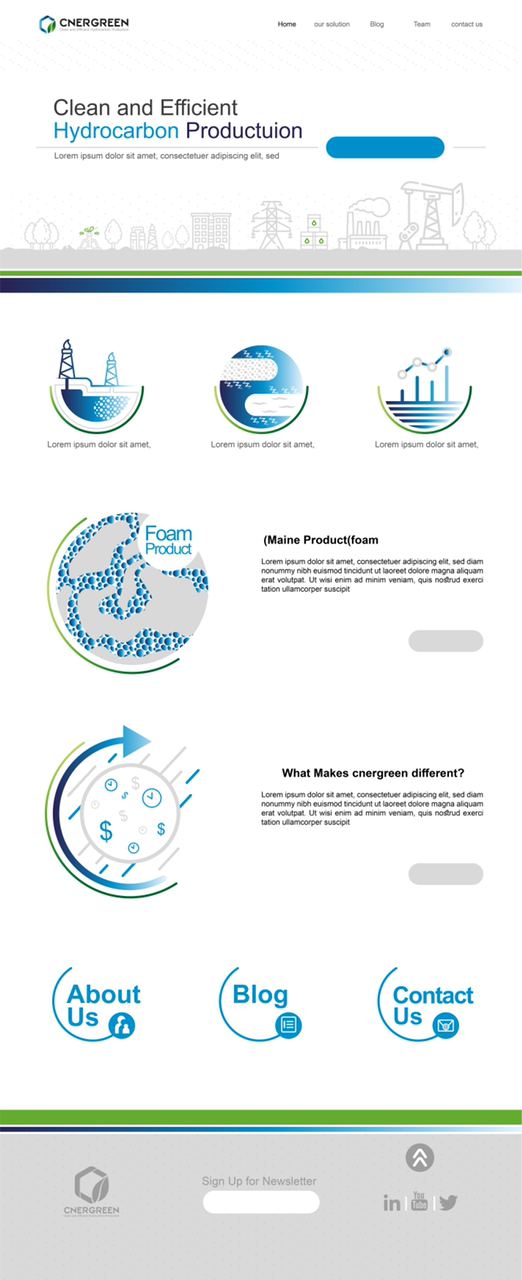 CNERGREEN
Clean and Efficient Hydrocarbon Production
Home our solution Blog Team contact us
Clean and Efficient
Hydrocarbon Productuion
Lorem ipsum dolor sit amet, consectetuer adipiscing elit, sed
Lorem ipsum dolor sit amet,
Lorem ipsum dolor sit amet,
Lorem ipsum dolor sit amet,
Foam
Product
(Maine Product(foam
Lorem ipsum dolor sit amet, consectetuer adipiscing elit, sed diam
nonummy nibh euismod tincidunt ut laoreet dolore magna aliquam
erat volutpat. Ut wisi enim ad minim veniam, quis nostrud exerci
tation ullamcorper suscipit
What Makes cnergreen different?
Lorem ipsum dolor sit amet, consectetuer adipiscing elit, sed diam
nonummy nibh euismod tincidunt ut laoreet dolore magna aliquam
erat volutpat. Ut wisi enim ad minim veniam, quis nostrud exerci
tation ullamcorper suscipit
$
$
$
$
$
About
Us
Blog
Contact
Us
Sign Up for Newsletter
CNERGREEN
Clean and Efficient Hydrocarbon Production
in
You
Tube